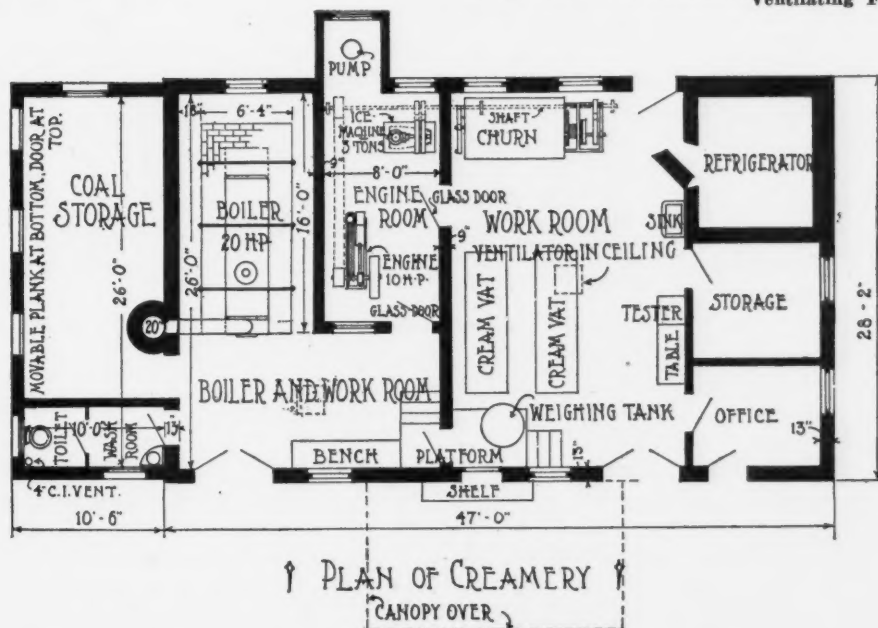 Ventilating
PUMP
MOVABLE PLANK AT BOTTOM, DOOR AT
TOP.
COAL
STORAGE
26'-0"
18"
6'-4"
BOILER
20 HP.
16'-0"
26'-0"
20"
ICE
MACHINE
3 TONS
9"
8'-0"
ENGINE
ROOM
GLASS DOOR
ENGINE
10 H.P.
GLASS DOOR
SHAFT
CHURN
WORK ROOM
9"
VENTILATOR IN CEILING
SINK
REFRIGERATOR
CREAM VAT
CREAM VAT
TESTER
TABLE
STORAGE
28'-2"
BOILER AND WORK ROOM
WEIGHING TANK
OFFICE
13"
TOILET
10'-0"
WASH
ROOM
13"
BENCH
PLATFORM
13"
4" C.I. VENT.
SHELF
10'-6"
47'-0"
PLAN OF CREAMERY
CANOPY OVER